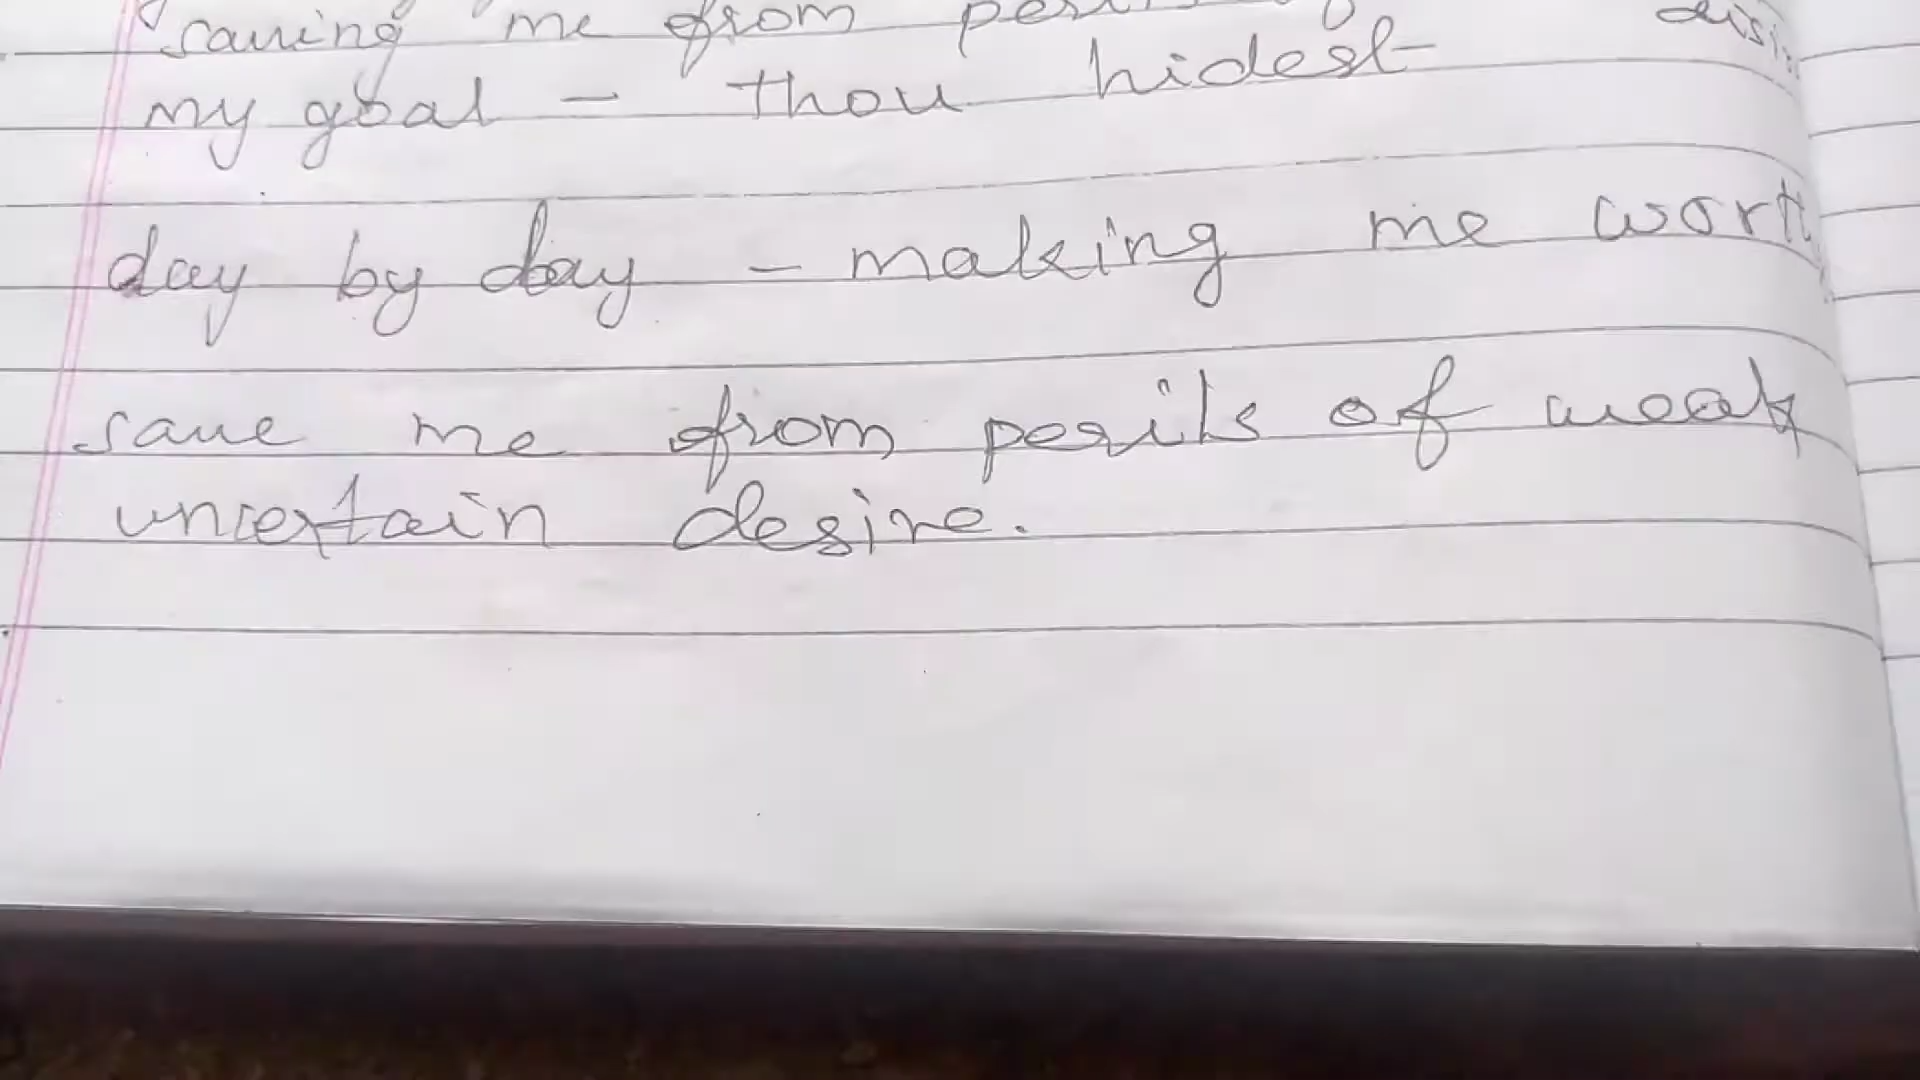 saving me from
my goal - thou hidest
day by day - making me wort
save me from perils of weak
uncertain desire.